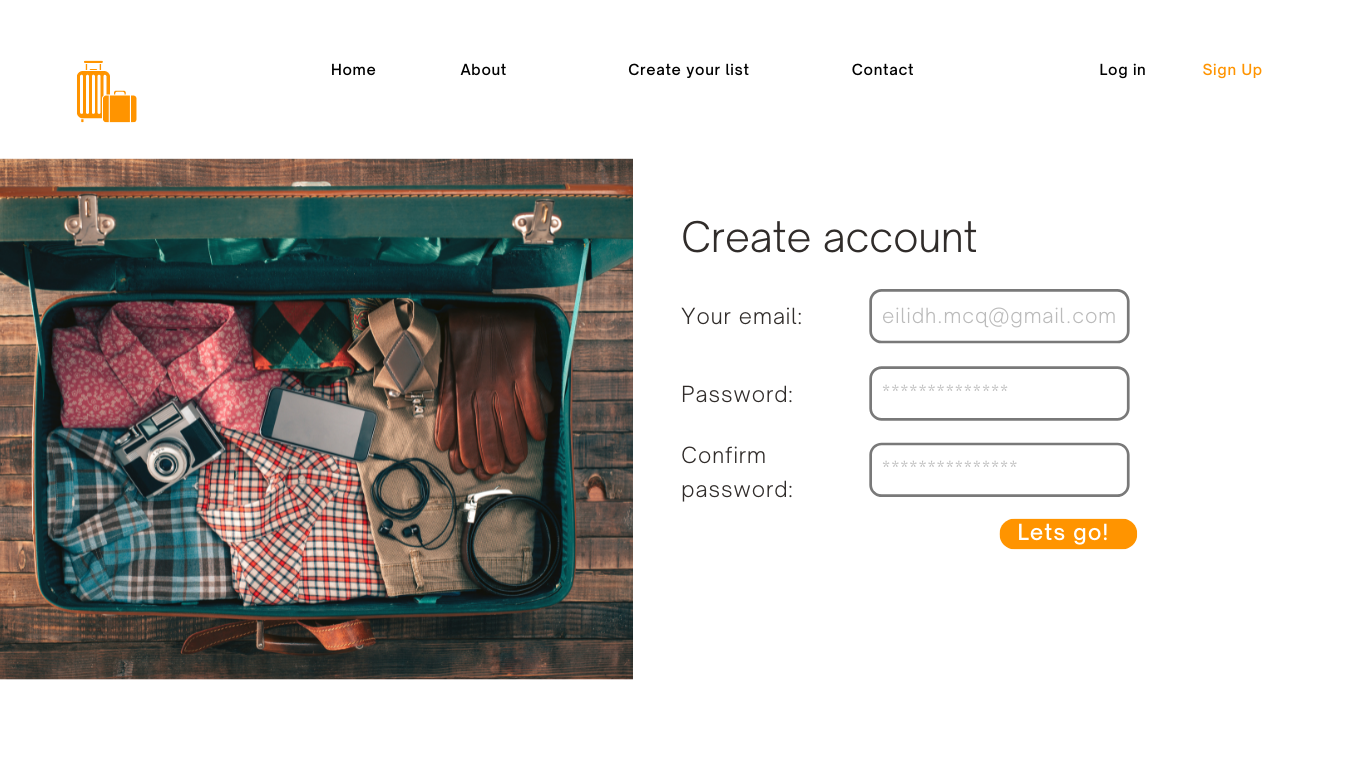 Home About Create your list Contact Log in Sign Up
Create account
Your email: eilidh.mcq@gmail.com
Password: **************
Confirm
password: ***************
Lets go!